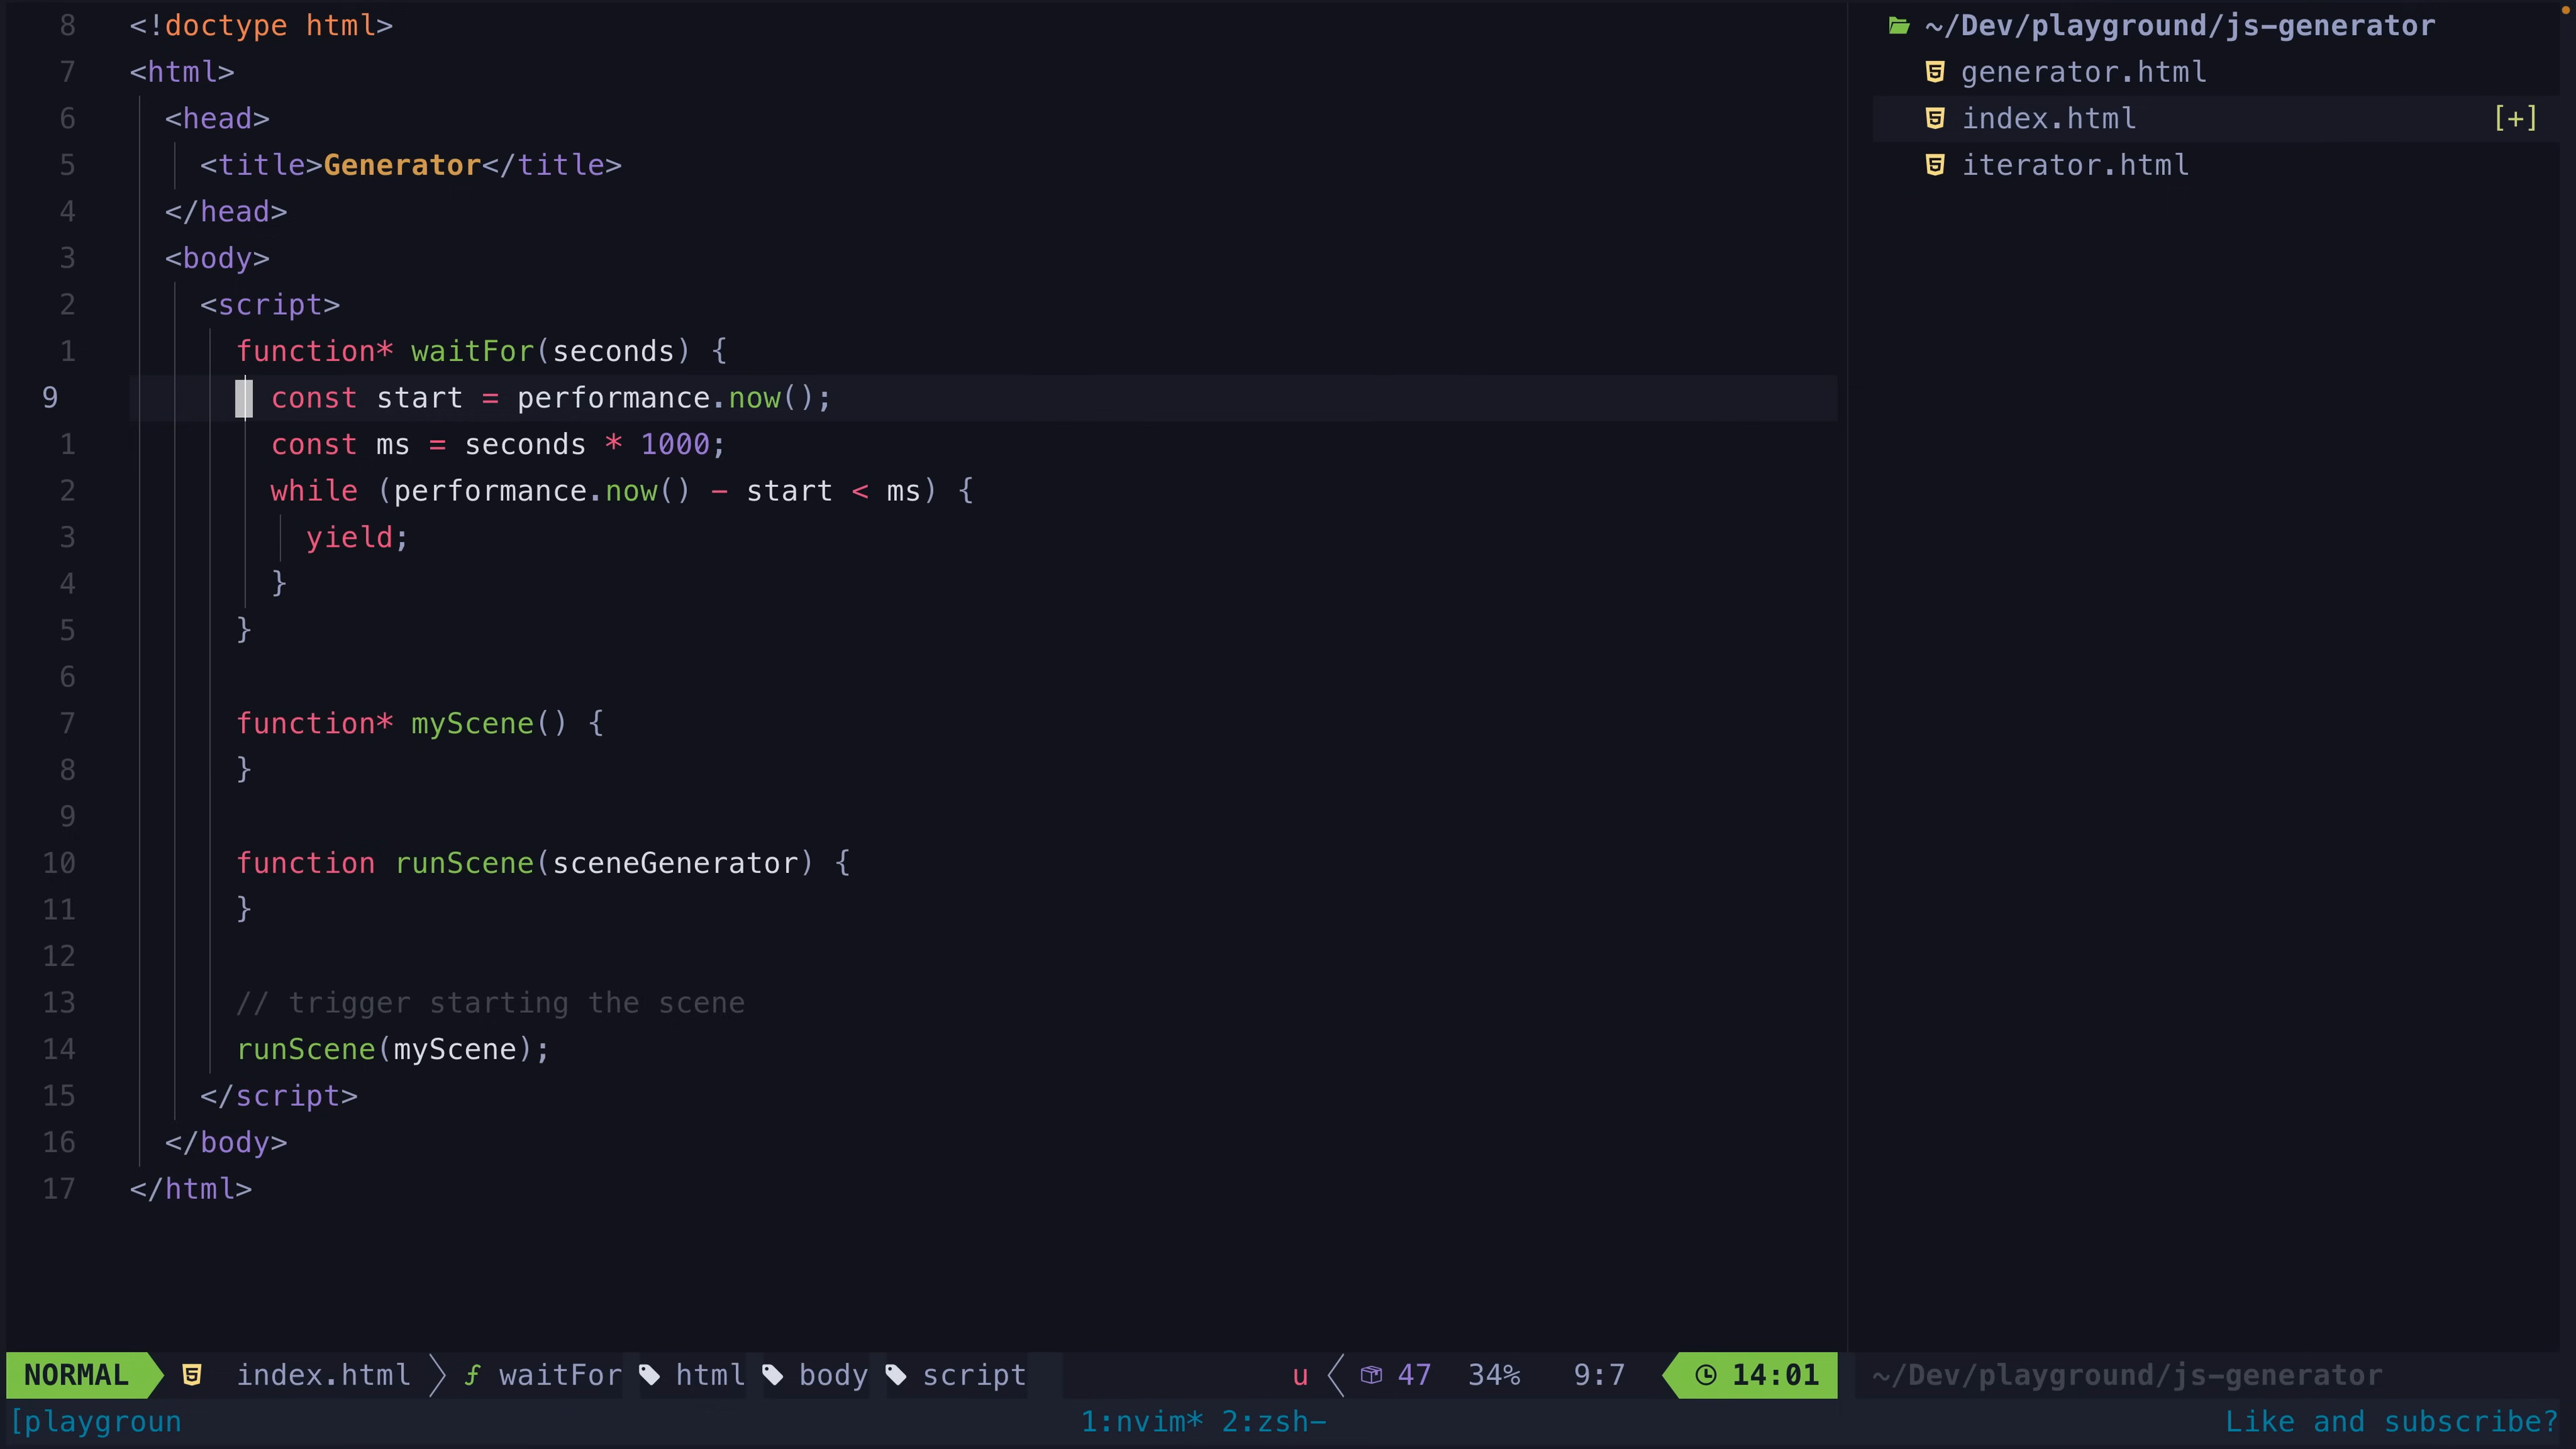 8 <!doctype html>
7 <html>
6 <head>
5 <title>Generator</title>
4 </head>
3 <body>
2 <script>
1 function* waitFor(seconds) {
9 const start = performance.now();
1 const ms = seconds * 1000;
2 while (performance.now() - start < ms) {
3 yield;
4 }
5 }
6
7 function* myScene() {
8 }
9
10 function runScene(sceneGenerator) {
11 }
12
13 // trigger starting the scene
14 runScene(myScene);
15 </script>
16 </body>
17 </html>
~/Dev/playground/js-generator
generator.html
index.html [+]
iterator.html
NORMAL index.html waitFor html body script u 47 34% 9:7 14:01
~/Dev/playground/js-generator
[playgroun 1:nvim* 2:zsh- Like and subscribe?